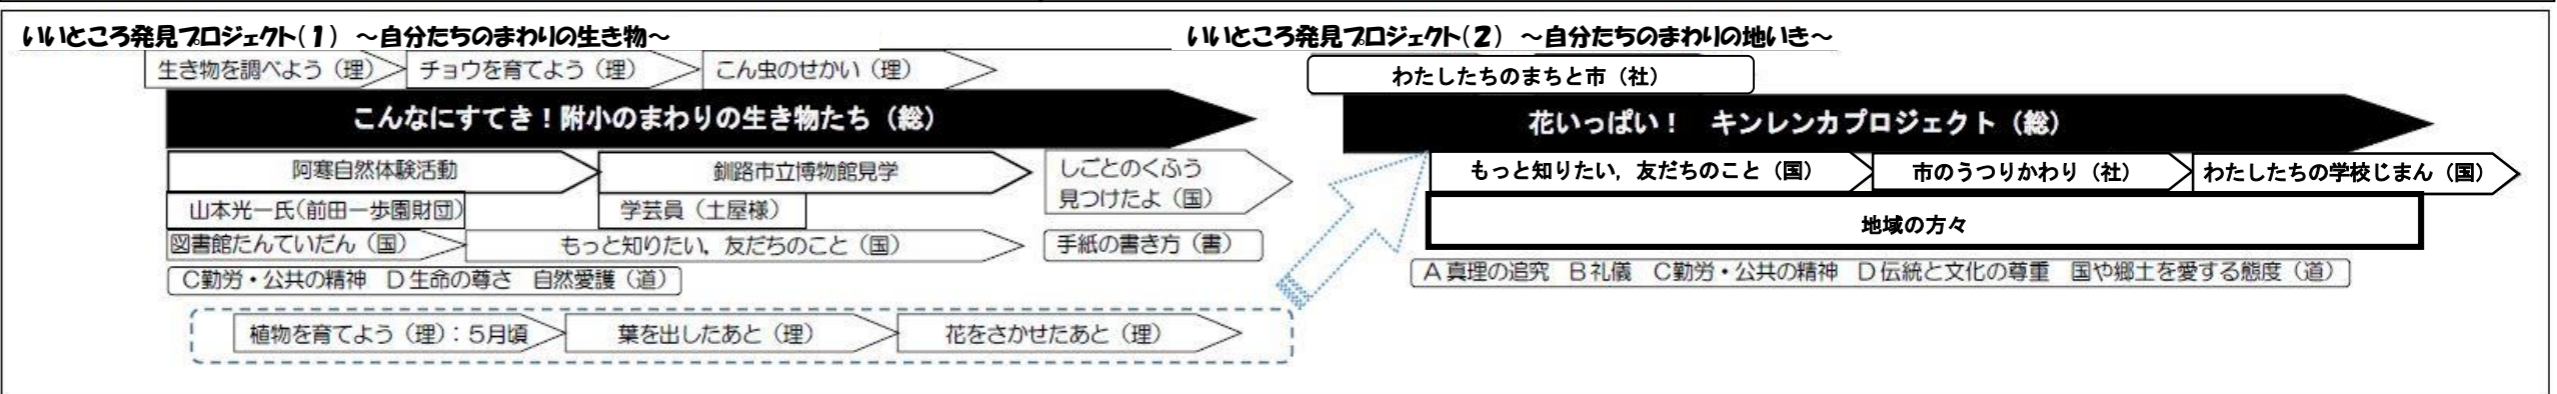 いいところ発見プロジェクト(1) ～自分たちのまわりの生き物～
生き物を調べよう（理）
チョウを育てよう（理）
こん虫のせかい（理）
こんなにすてき！附小のまわりの生き物たち（総）
阿寒自然体験活動
釧路市立博物館見学
しごとのくふう
見つけたよ（国）
山本光一氏(前田一歩園財団)
学芸員（土屋様）
図書館たんていだん（国）
もっと知りたい，友だちのこと（国）
手紙の書き方（書）
C勤労・公共の精神　D生命の尊さ　自然愛護（道）
植物を育てよう（理）：５月頃
葉を出したあと（理）
花をさかせたあと（理）
いいところ発見プロジェクト(2) ～自分たちのまわりの地いき～
わたしたちのまちと市（社）
花いっぱい！　キンレンカプロジェクト（総）
もっと知りたい，友だちのこと（国）
市のうつりかわり（社）
わたしたちの学校じまん（国）
地域の方々
A真理の追究　B礼儀　C勤労・公共の精神　D伝統と文化の尊重　国や郷土を愛する態度（道）